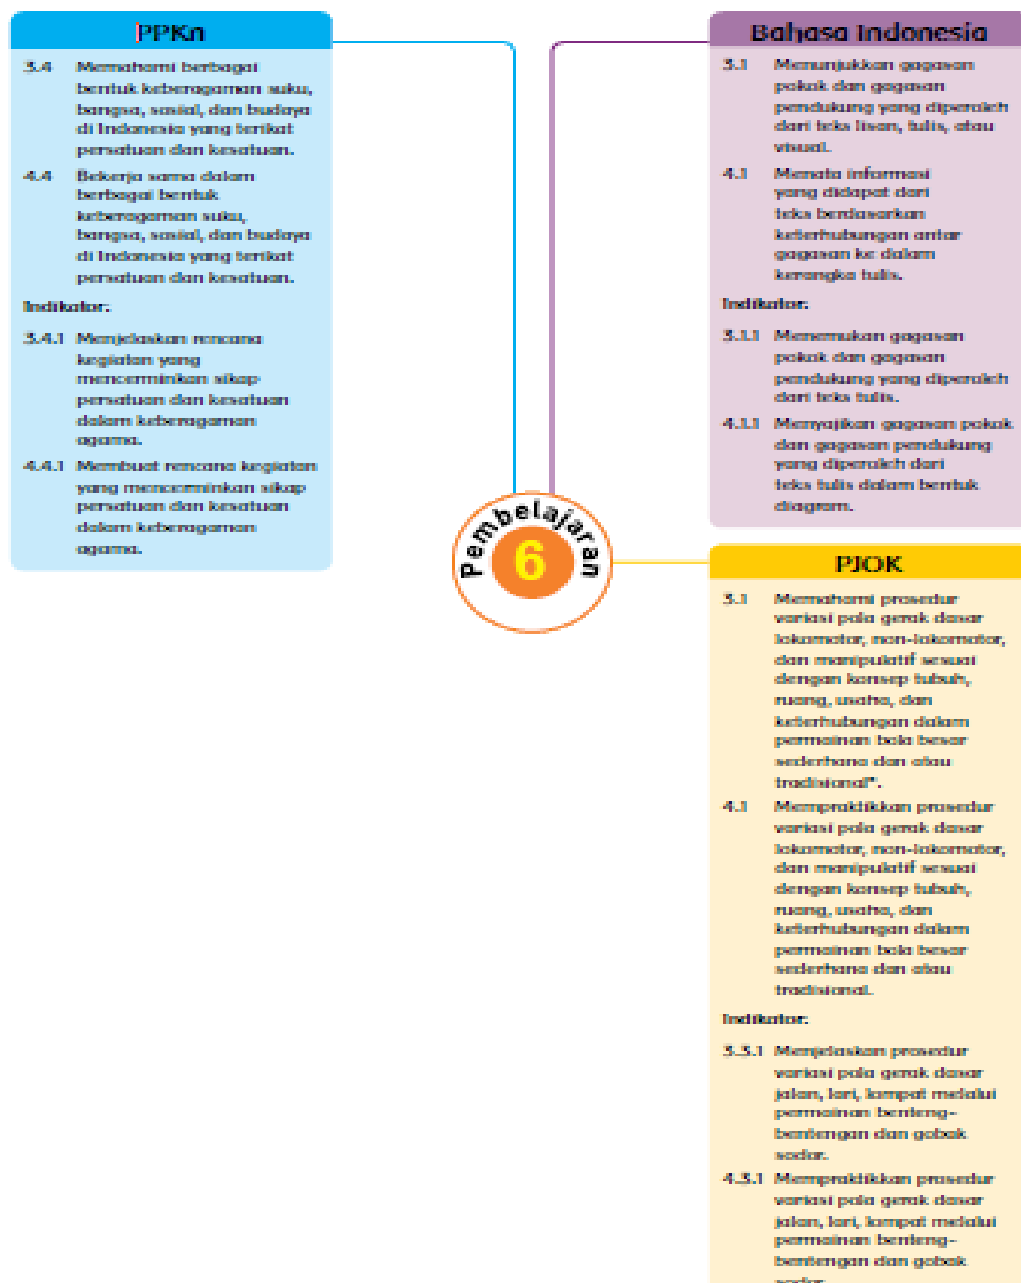 PPKn
3.4 Memahami berbagai
bentuk keberagaman suku,
bangsa, sosial, dan budaya
di Indonesia yang terikat
persatuan dan kesatuan.
4.4 Bekerja sama dalam
berbagai bentuk
keberagaman suku,
bangsa, sosial, dan budaya
di Indonesia yang terikat
persatuan dan kesatuan.
Indikator:
3.4.1 Menjelaskan rencana
kegiatan yang
mencerminkan sikap
persatuan dan kesatuan
dalam keberagaman
agama.
4.4.1 Membuat rencana kegiatan
yang mencerminkan sikap
persatuan dan kesatuan
dalam keberagaman
agama.
Bahasa Indonesia
3.1 Menunjukkan gagasan
pokok dan gagasan
pendukung yang diperoleh
dari teks lisan, tulis, atau
visual.
4.1 Menata informasi
yang didapat dari
teks berdasarkan
keterhubungan antar
gagasan ke dalam
kerangka tulis.
Indikator:
3.1.1 Menemukan gagasan
pokok dan gagasan
pendukung yang diperoleh
dari teks tulis.
4.1.1 Menyajikan gagasan pokok
dan gagasan pendukung
yang diperoleh dari
teks tulis dalam bentuk
diagram.
Pembelajaran
6
PJOK
3.1 Memahami prosedur
variasi pola gerak dasar
lokomotor, non-lokomotor,
dan manipulatif sesuai
dengan konsep tubuh,
ruang, usaha, dan
keterhubungan dalam
permainan bola besar
sederhana dan atau
tradisional*.
4.1 Mempraktikkan prosedur
variasi pola gerak dasar
lokomotor, non-lokomotor,
dan manipulatif sesuai
dengan konsep tubuh,
ruang, usaha, dan
keterhubungan dalam
permainan bola besar
sederhana dan atau
tradisional.
Indikator:
3.3.1 Menjelaskan prosedur
variasi pola gerak dasar
jalan, lari, lompat melalui
permainan benteng-
bentengan dan gobak
sodor.
4.3.1 Mempraktikkan prosedur
variasi pola gerak dasar
jalan, lari, lompat melalui
permainan benteng-
bentengan dan gobak
sodor.